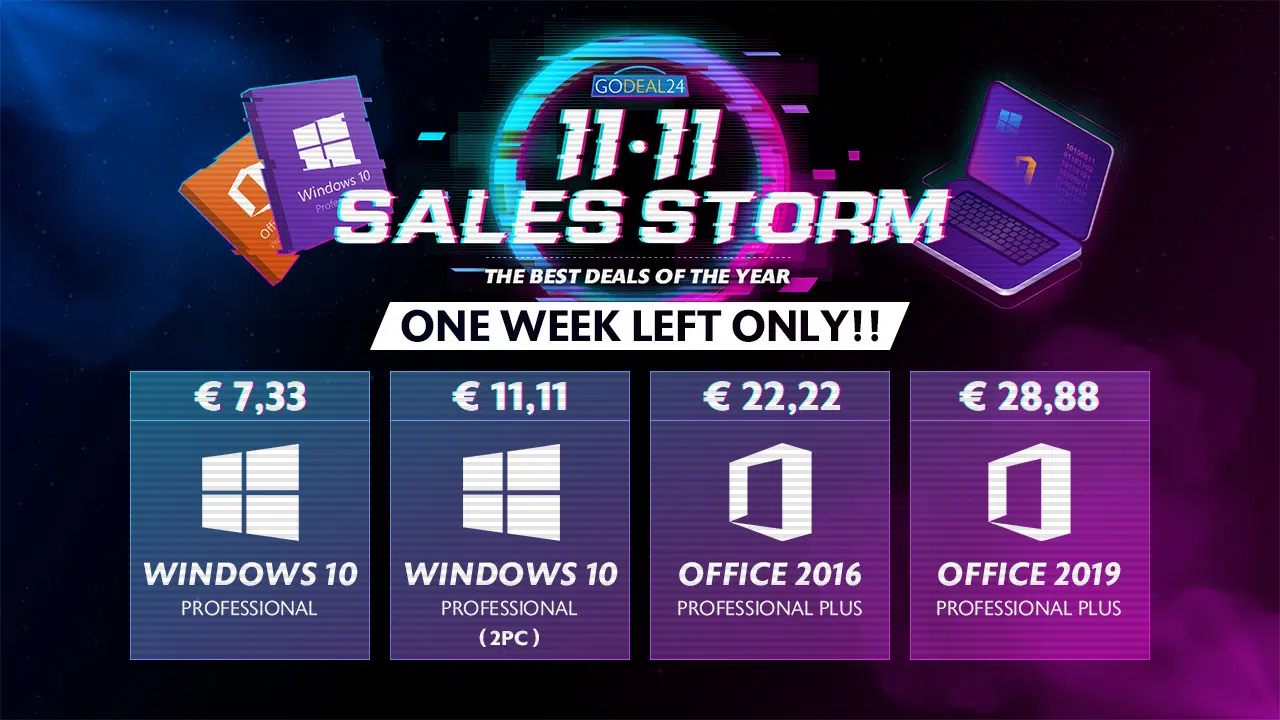 GODEAL24
11·11
SALES STORM
THE BEST DEALS OF THE YEAR
ONE WEEK LEFT ONLY!!
€ 7,33
WINDOWS 10
PROFESSIONAL
€ 11,11
WINDOWS 10
PROFESSIONAL
(2PC)
€ 22,22
OFFICE 2016
PROFESSIONAL PLUS
€ 28,88
OFFICE 2019
PROFESSIONAL PLUS
Windows 10